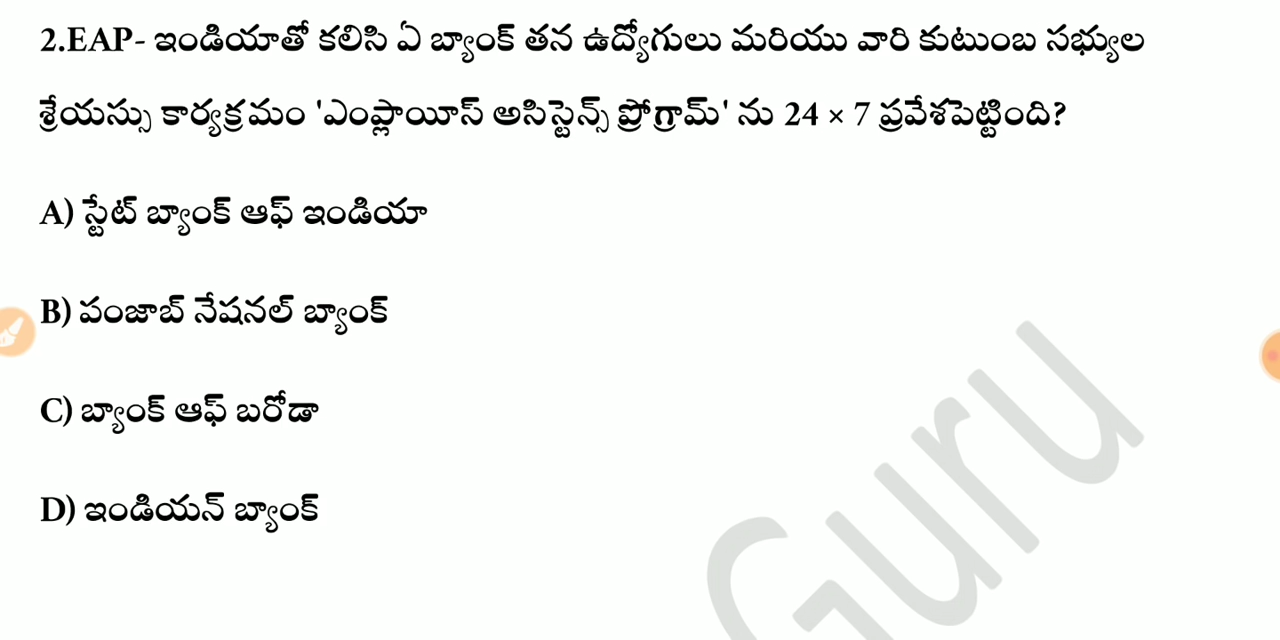 2.EAP- ఇండియాతో కలిసి ఏ బ్యాంక్ తన ఉద్యోగులు మరియు వారి కుటుంబ సభ్యుల
శ్రేయస్సు కార్యక్రమం 'ఎంప్లాయీస్ అసిస్టెన్స్ ప్రోగ్రామ్' ను 24 × 7 ప్రవేశపెట్టింది?
A) స్టేట్ బ్యాంక్ ఆఫ్ ఇండియా
B) పంజాబ్ నేషనల్ బ్యాంక్
C) బ్యాంక్ ఆఫ్ బరోడా
D) ఇండియన్ బ్యాంక్
Guru